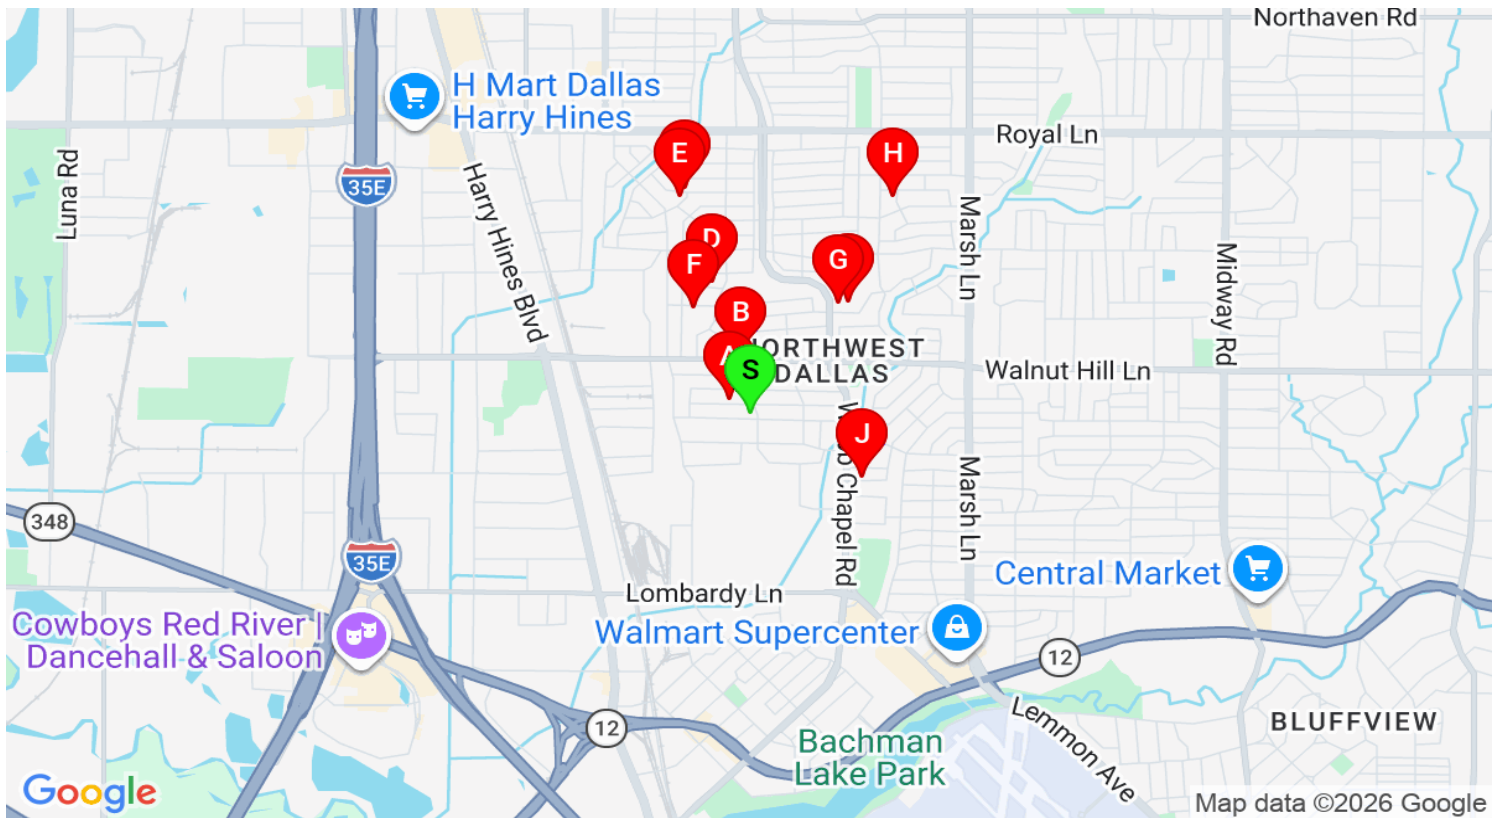 Northaven Rd
H Mart Dallas
Harry Hines
Royal Ln
Luna Rd
35E
E
H
Harry Hines Blvd
Marsh Ln
D
F
G
Midway Rd
B
A
S
NORTHWEST
DALLAS
Walnut Hill Ln
J
Webb Chapel Rd
Marsh Ln
348
35E
Central Market
Lombardy Ln
Cowboys Red River |
Dancehall & Saloon
Walmart Supercenter
12
12
Lemmon Ave
BLUFFVIEW
Bachman
Lake Park
Google
Map data ©2026 Google